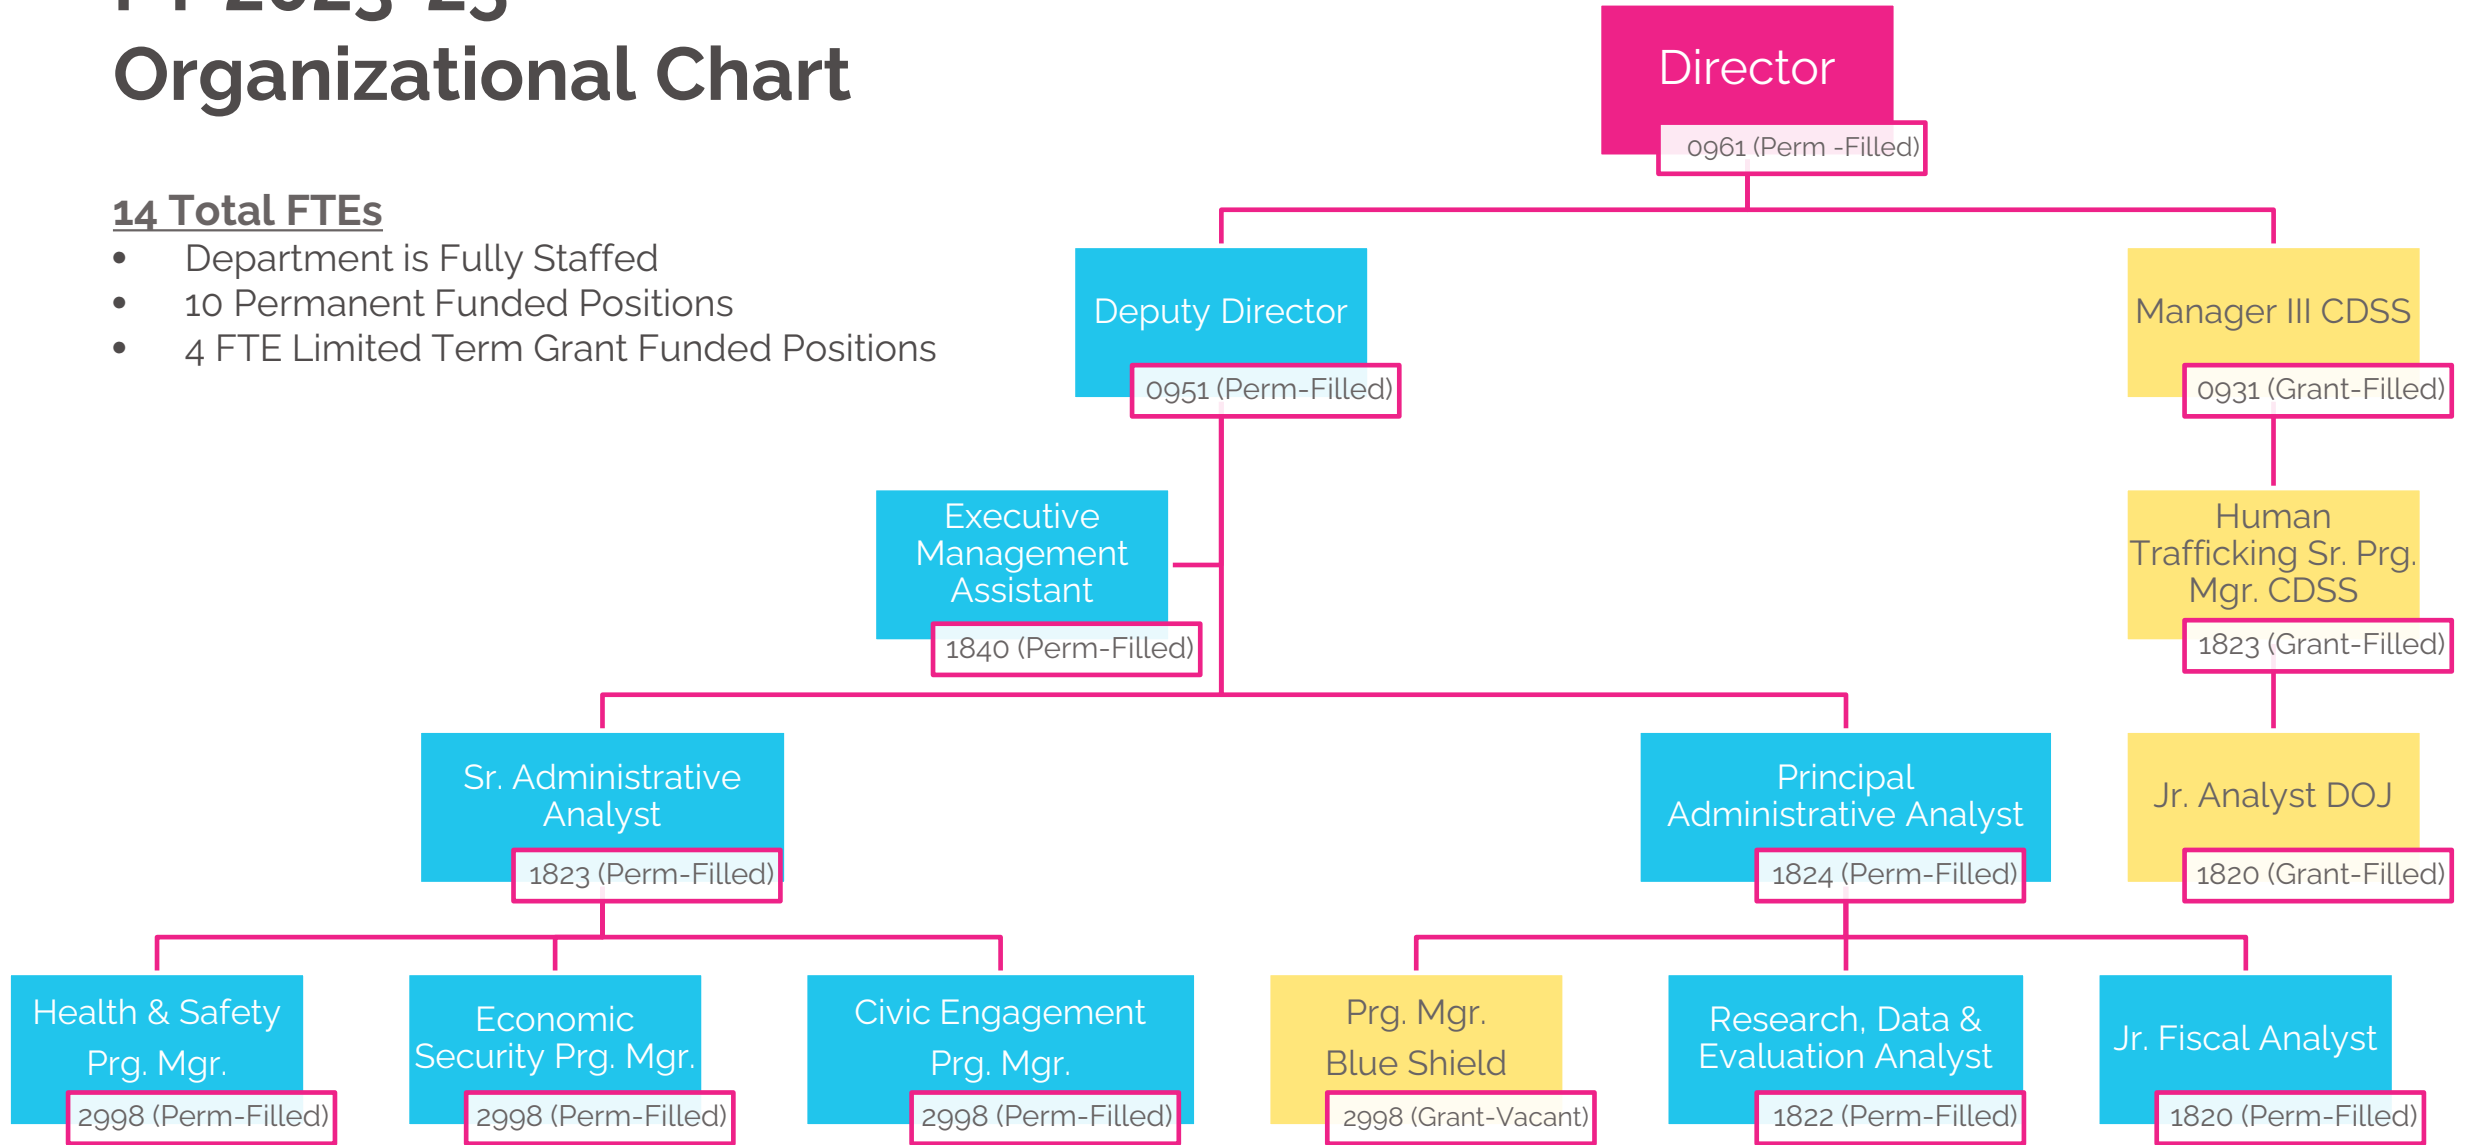 Organizational Chart
14 Total FTEs
• Department is Fully Staffed
• 10 Permanent Funded Positions
• 4 FTE Limited Term Grant Funded Positions
Director
0961 (Perm -Filled)
Deputy Director
0951 (Perm-Filled)
Manager III CDSS
0931 (Grant-Filled)
Executive
Management
Assistant
1840 (Perm-Filled)
Human
Trafficking Sr. Prg.
Mgr. CDSS
1823 (Grant-Filled)
Sr. Administrative
Analyst
1823 (Perm-Filled)
Principal
Administrative Analyst
1824 (Perm-Filled)
Jr. Analyst DOJ
1820 (Grant-Filled)
Health & Safety
Prg. Mgr.
2998 (Perm-Filled)
Economic
Security Prg. Mgr.
2998 (Perm-Filled)
Civic Engagement
Prg. Mgr.
2998 (Perm-Filled)
Prg. Mgr.
Blue Shield
2998 (Grant-Vacant)
Research, Data &
Evaluation Analyst
1822 (Perm-Filled)
Jr. Fiscal Analyst
1820 (Perm-Filled)